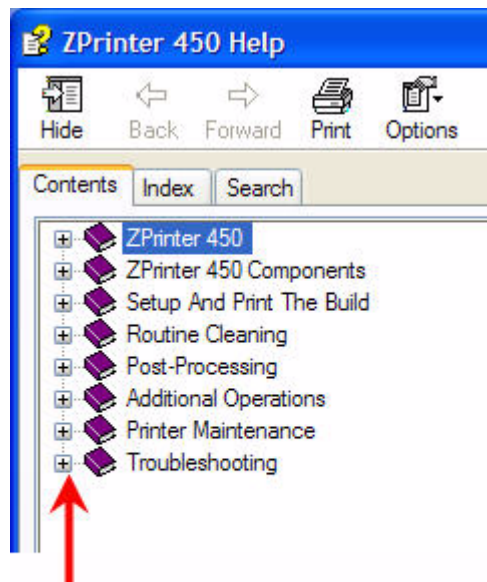 ZPrinter 450 Help
Hide Back Forward Print Options
Contents Index Search
ZPrinter 450
ZPrinter 450 Components
Setup And Print The Build
Routine Cleaning
Post-Processing
Additional Operations
Printer Maintenance
Troubleshooting